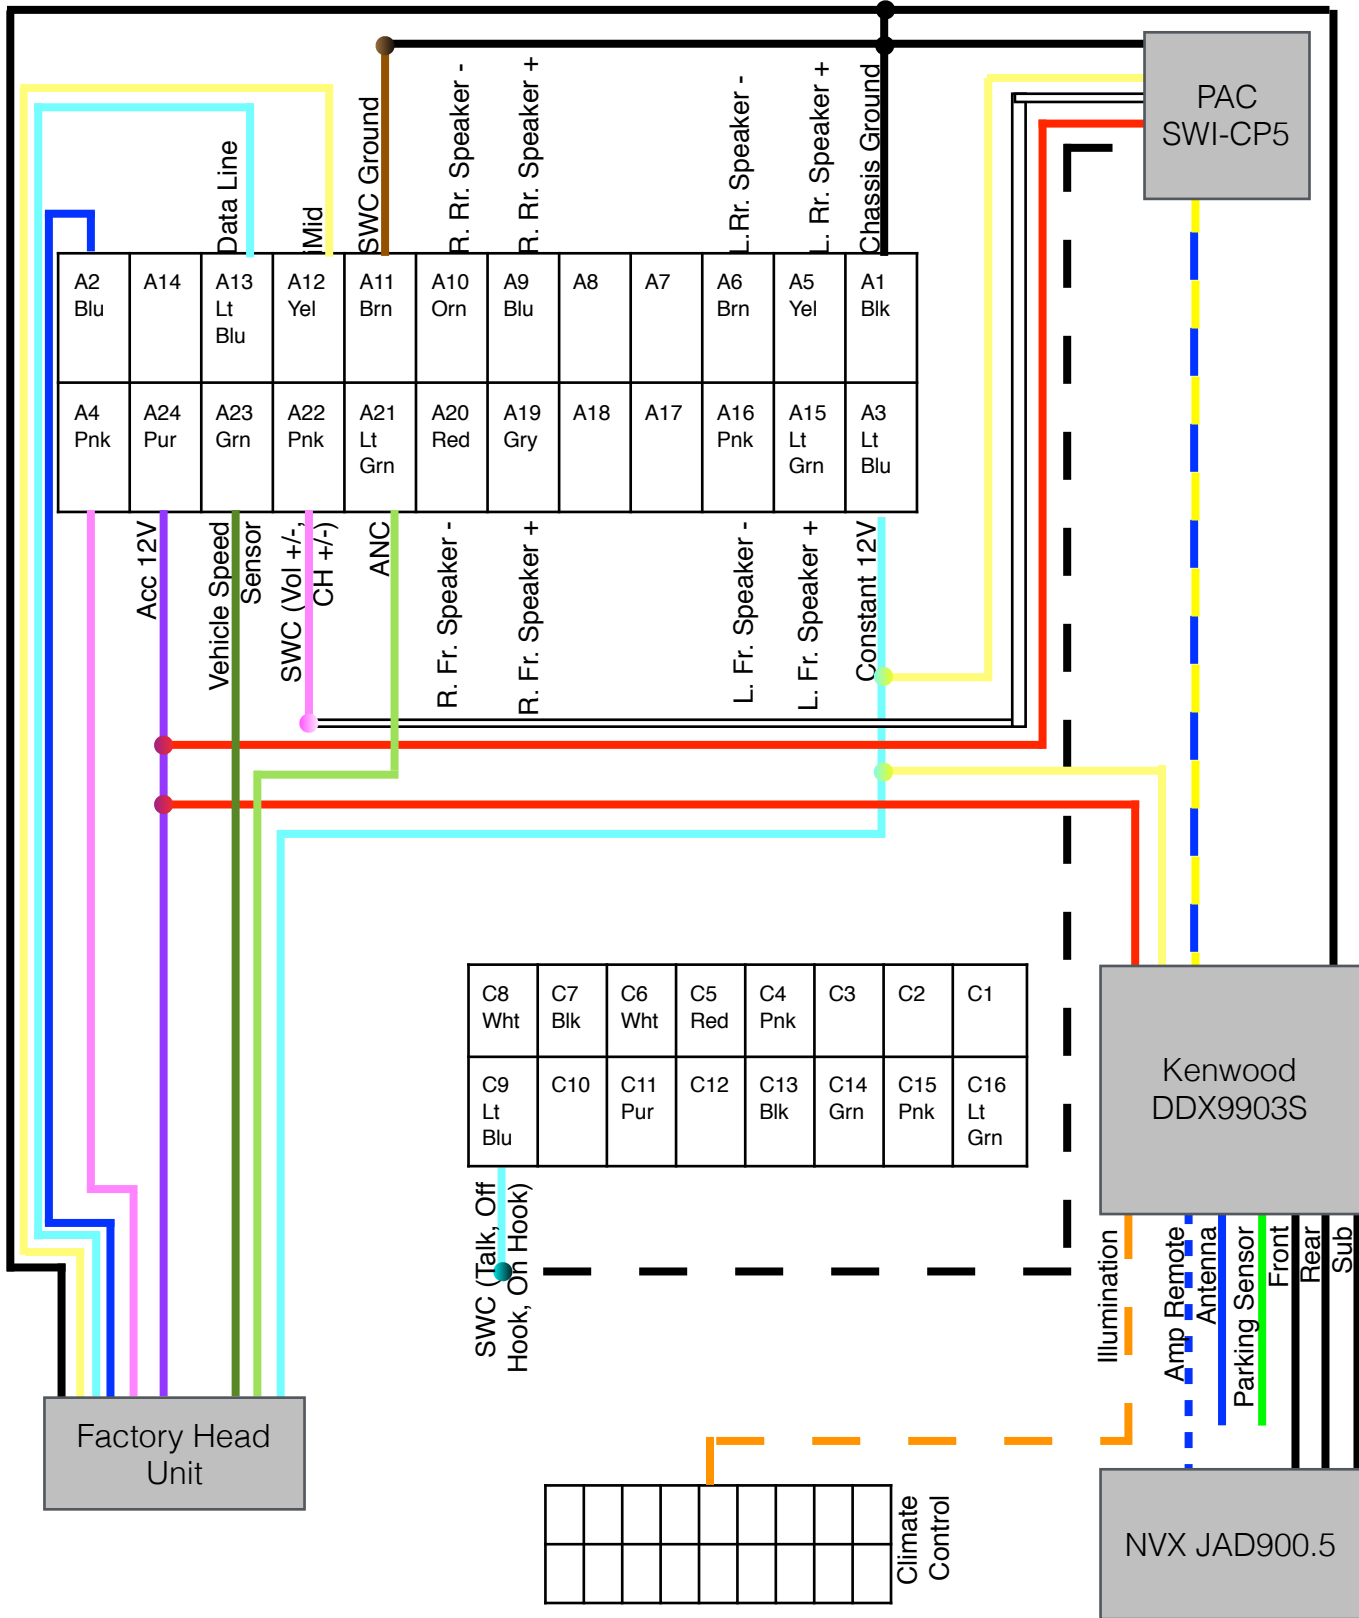 PAC
SWI-CP5
Data Line
iMid
SWC Ground
R. Rr. Speaker -
R. Rr. Speaker +
L.Rr. Speaker -
L. Rr. Speaker +
Chassis Ground
A2
Blu
A14
A13
Lt
Blu
A12
Yel
A11
Brn
A10
Orn
A9
Blu
A8
A7
A6
Brn
A5
Yel
A1
Blk
A4
Pnk
A24
Pur
A23
Grn
A22
Pnk
A21
Lt
Grn
A20
Red
A19
Gry
A18
A17
A16
Pnk
A15
Lt
Grn
A3
Lt
Blu
Acc 12V
Vehicle Speed
Sensor
SWC (Vol +/-,
CH +/-)
ANC
R. Fr. Speaker -
R. Fr. Speaker +
L. Fr. Speaker -
L. Fr. Speaker +
Constant 12V
C8
Wht
C7
Blk
C6
Wht
C5
Red
C4
Pnk
C3
C2
C1
C9
Lt
Blu
C10
C11
Pur
C12
C13
Blk
C14
Grn
C15
Pnk
C16
Lt
Grn
SWC (Talk, Off
Hook, On Hook)
Kenwood
DDX9903S
Illumination
Amp Remote
Antenna
Parking Sensor
Front
Rear
Sub
Factory Head
Unit
Climate
Control
NVX JAD900.5